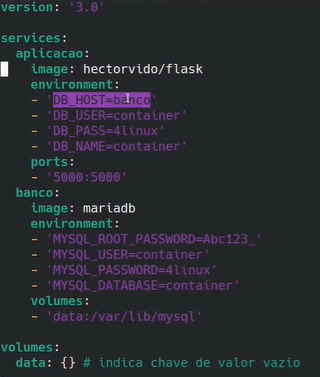 version: '3.0'
services:
aplicacao:
image: hectorvido/flask
environment:
- 'DB_HOST=banco'
- 'DB_USER=container'
- 'DB_PASS=4linux'
- 'DB_NAME=container'
ports:
- '5000:5000'
banco:
image: mariadb
environment:
- 'MYSQL_ROOT_PASSWORD=Abc123_'
- 'MYSQL_USER=container'
- 'MYSQL_PASSWORD=4linux'
- 'MYSQL_DATABASE=container'
volumes:
- 'data:/var/lib/mysql'
volumes:
data: {} # indica chave de valor vazio